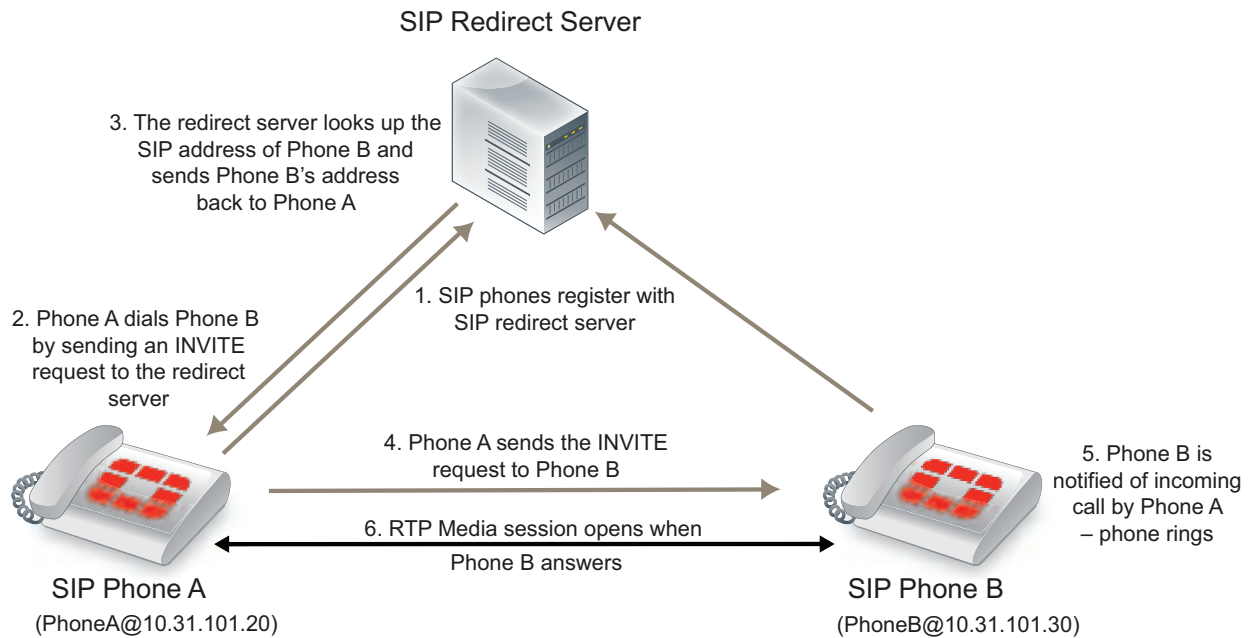 SIP Redirect Server
3. The redirect server looks up the
SIP address of Phone B and
sends Phone B’s address
back to Phone A
1. SIP phones register with
SIP redirect server
2. Phone A dials Phone B
by sending an INVITE
request to the redirect
server
4. Phone A sends the INVITE
request to Phone B
5. Phone B is
notified of incoming
call by Phone A
– phone rings
6. RTP Media session opens when
Phone B answers
SIP Phone A
(PhoneA@10.31.101.20)
SIP Phone B
(PhoneB@10.31.101.30)